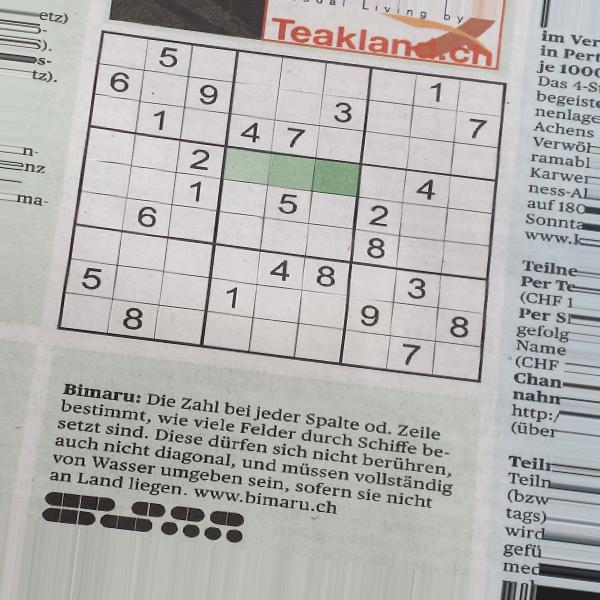 etz)
Living by
Teakland.ch
5 1
6 9 3 7
1 4 7
2 4
1 5 2
6 8
4 8 3
5 1 9 8
8 7
Bimaru: Die Zahl bei jeder Spalte od. Zeile
bestimmt, wie viele Felder durch Schiffe be-
setzt sind. Diese dürfen sich nicht berühren,
auch nicht diagonal, und müssen vollständig
von Wasser umgeben sein, sofern sie nicht
an Land liegen. www.bimaru.ch
tz).
n-
enz
ma-
im Ver
in Pert
je 1000
Das 4-S
begeiste
nenlage
Achens
Verwöh
ramabl
Karwer
ness-Al
auf 180
Sonnta
www.k
Teilne
Per Te
(CHF 1
Per S
gefolg
Name
(CHF
Chan
nahn
http:/
(über
Teiln
(bzw
tags)
wird
gefü